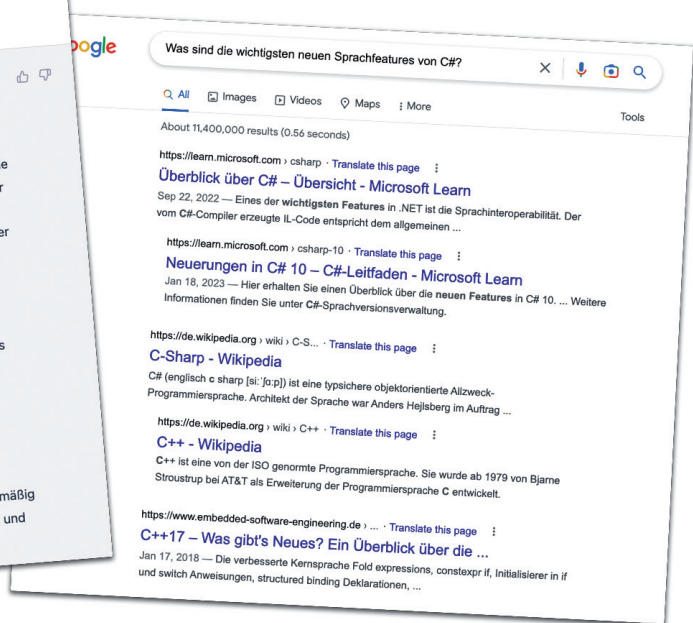 mäßig
und
Was sind die wichtigsten neuen Sprachfeatures von C#?
All Images Videos Maps More
Tools
About 11,400,000 results (0.56 seconds)
https://learn.microsoft.com › csharp · Translate this page
Überblick über C# – Übersicht - Microsoft Learn
Sep 22, 2022 — Eines der wichtigsten Features in .NET ist die Sprachinteroperabilität. Der
vom C#-Compiler erzeugte IL-Code entspricht dem allgemeinen ...
https://learn.microsoft.com › csharp-10 · Translate this page
Neuerungen in C# 10 – C#-Leitfaden - Microsoft Learn
Jan 18, 2023 — Hier erhalten Sie einen Überblick über die neuen Features in C# 10. ... Weitere
Informationen finden Sie unter C#-Sprachversionsverwaltung.
https://de.wikipedia.org › wiki › C-S... · Translate this page
C-Sharp - Wikipedia
C# (englisch c sharp [siːˈʃɑːp]) ist eine typsichere objektorientierte Allzweck-
Programmiersprache. Architekt der Sprache war Anders Hejlsberg im Auftrag ...
https://de.wikipedia.org › wiki › C++ · Translate this page
C++ - Wikipedia
C++ ist eine von der ISO genormte Programmiersprache. Sie wurde ab 1979 von Bjarne
Stroustrup bei AT&T als Erweiterung der Programmiersprache C entwickelt.
https://www.embedded-software-engineering.de › ... · Translate this page
C++17 – Was gibt's Neues? Ein Überblick über die ...
Jan 17, 2018 — Die verbesserte Kernsprache Fold expressions, constexpr if, Initialisierer in if
und switch Anweisungen, structured binding Deklarationen, ...